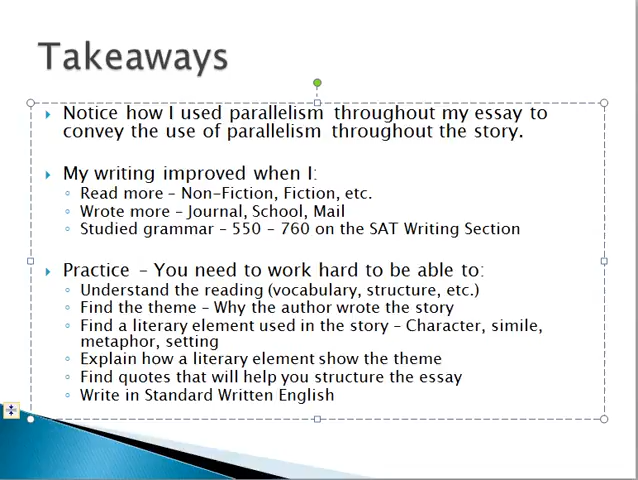 Takeaways
Notice how I used parallelism throughout my essay to
convey the use of parallelism throughout the story.
My writing improved when I:
Read more – Non-Fiction, Fiction, etc.
Wrote more – Journal, School, Mail
Studied grammar – 550 – 760 on the SAT Writing Section
Practice – You need to work hard to be able to:
Understand the reading (vocabulary, structure, etc.)
Find the theme – Why the author wrote the story
Find a literary element used in the story – Character, simile,
metaphor, setting
Explain how a literary element show the theme
Find quotes that will help you structure the essay
Write in Standard Written English